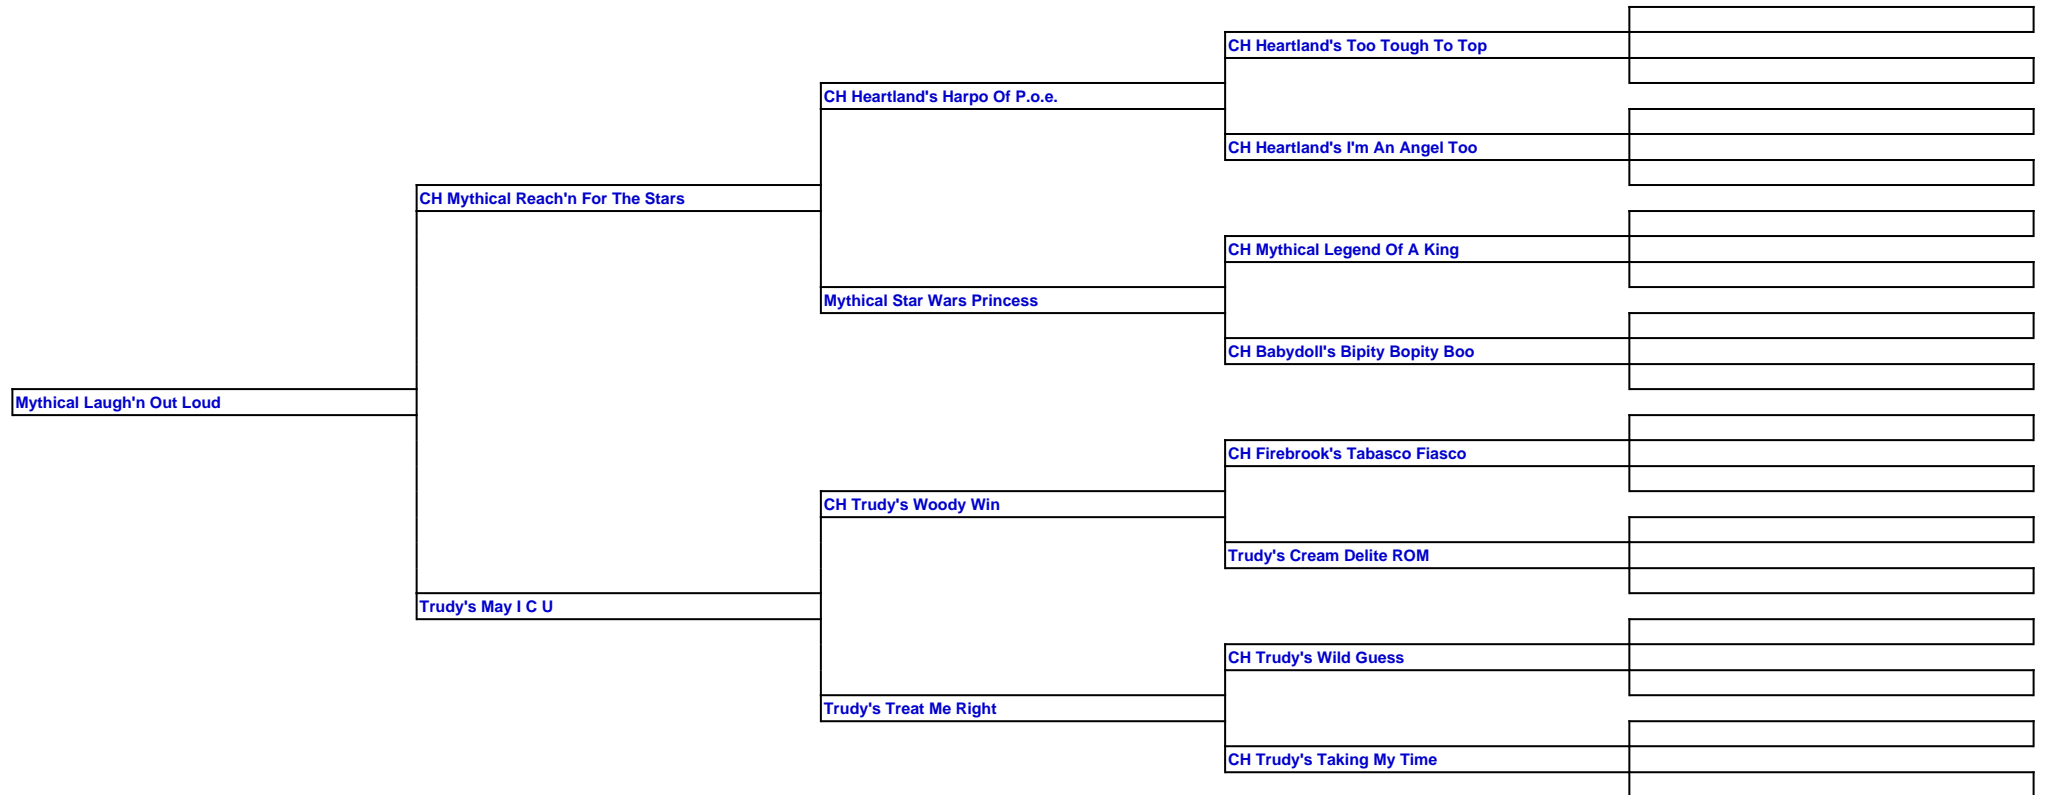 CH Heartland's Too Tough To Top
CH Heartland's Harpo Of P.o.e.
CH Heartland's I'm An Angel Too
CH Mythical Reach'n For The Stars
CH Mythical Legend Of A King
Mythical Star Wars Princess
CH Babydoll's Bipity Bopity Boo
Mythical Laugh'n Out Loud
CH Firebrook's Tabasco Fiasco
CH Trudy's Woody Win
Trudy's Cream Delite ROM
Trudy's May I C U
CH Trudy's Wild Guess
Trudy's Treat Me Right
CH Trudy's Taking My Time